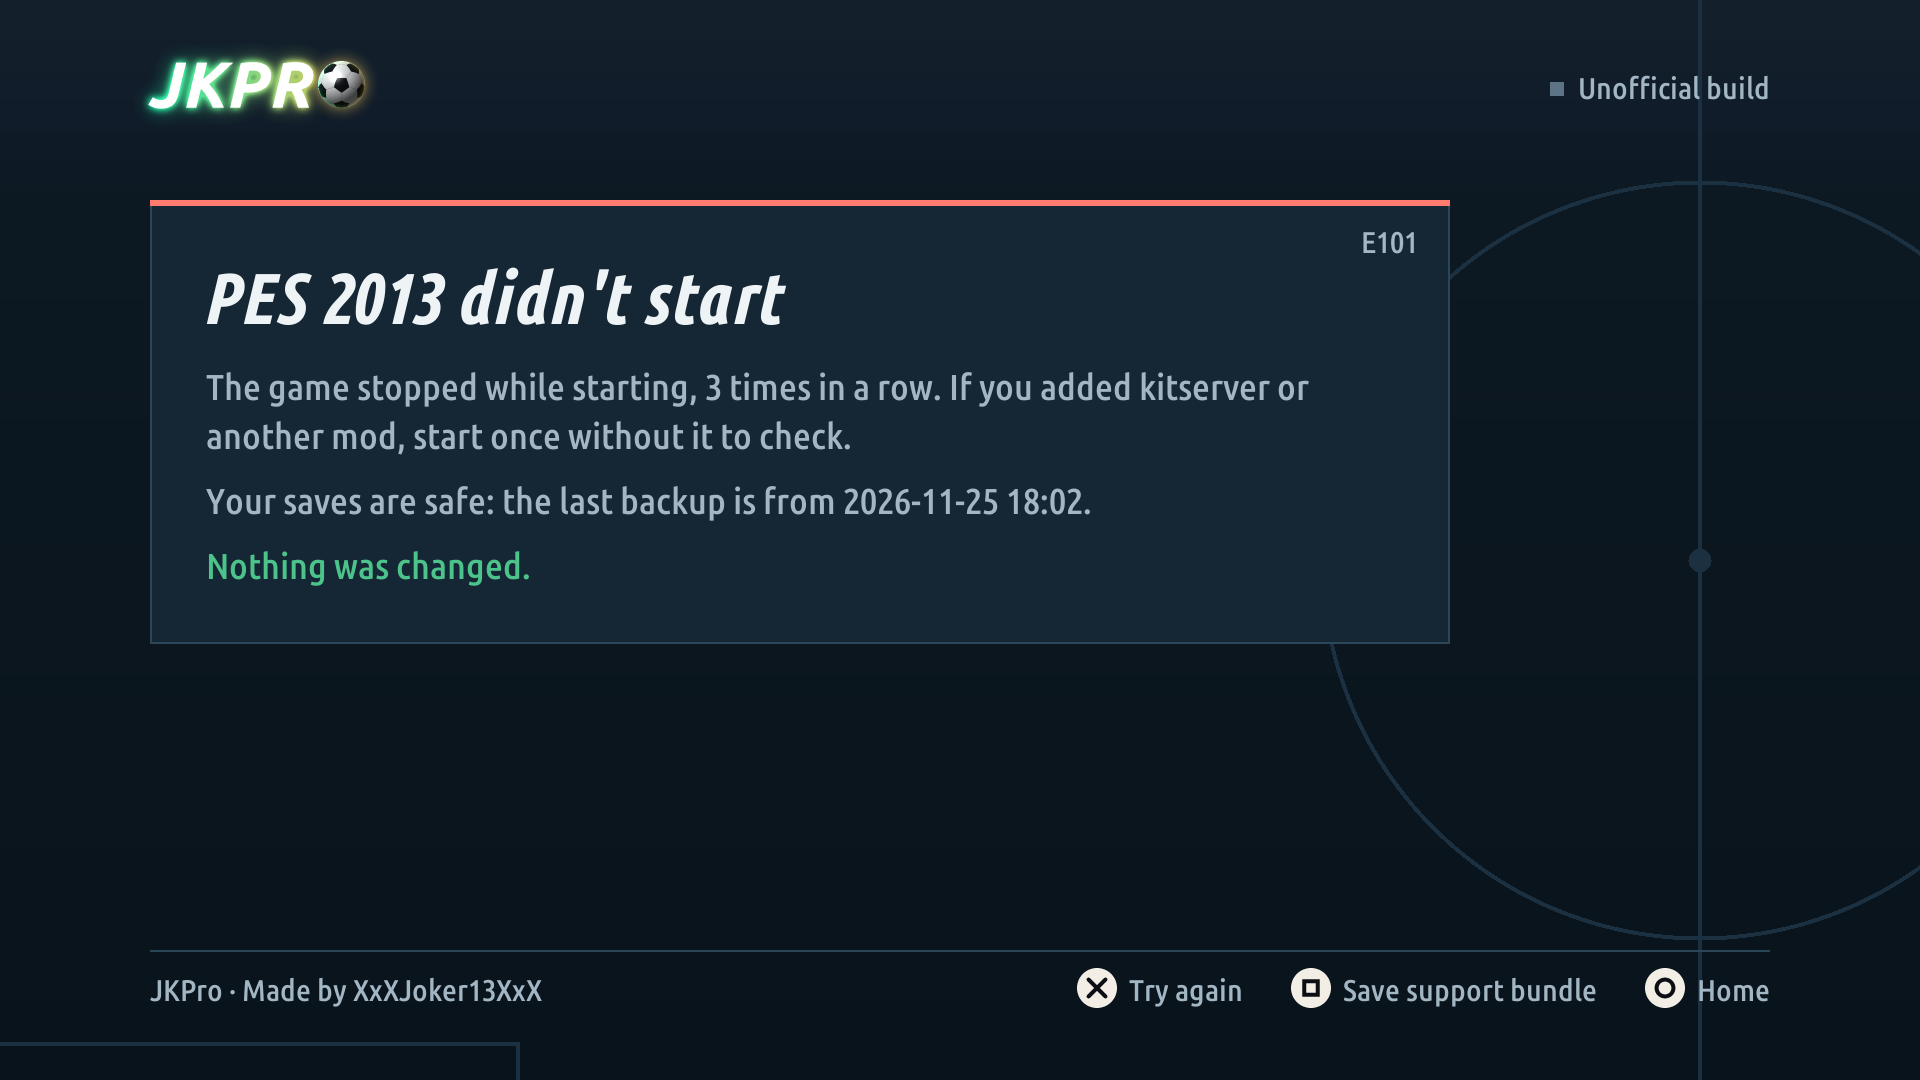 JKPRO
Unofficial build
E101
PES 2013 didn't start
The game stopped while starting, 3 times in a row. If you added kitserver or
another mod, start once without it to check.
Your saves are safe: the last backup is from 2026-11-25 18:02.
Nothing was changed.
JKPro · Made by XxXJoker13XxX
Try again
Save support bundle
Home